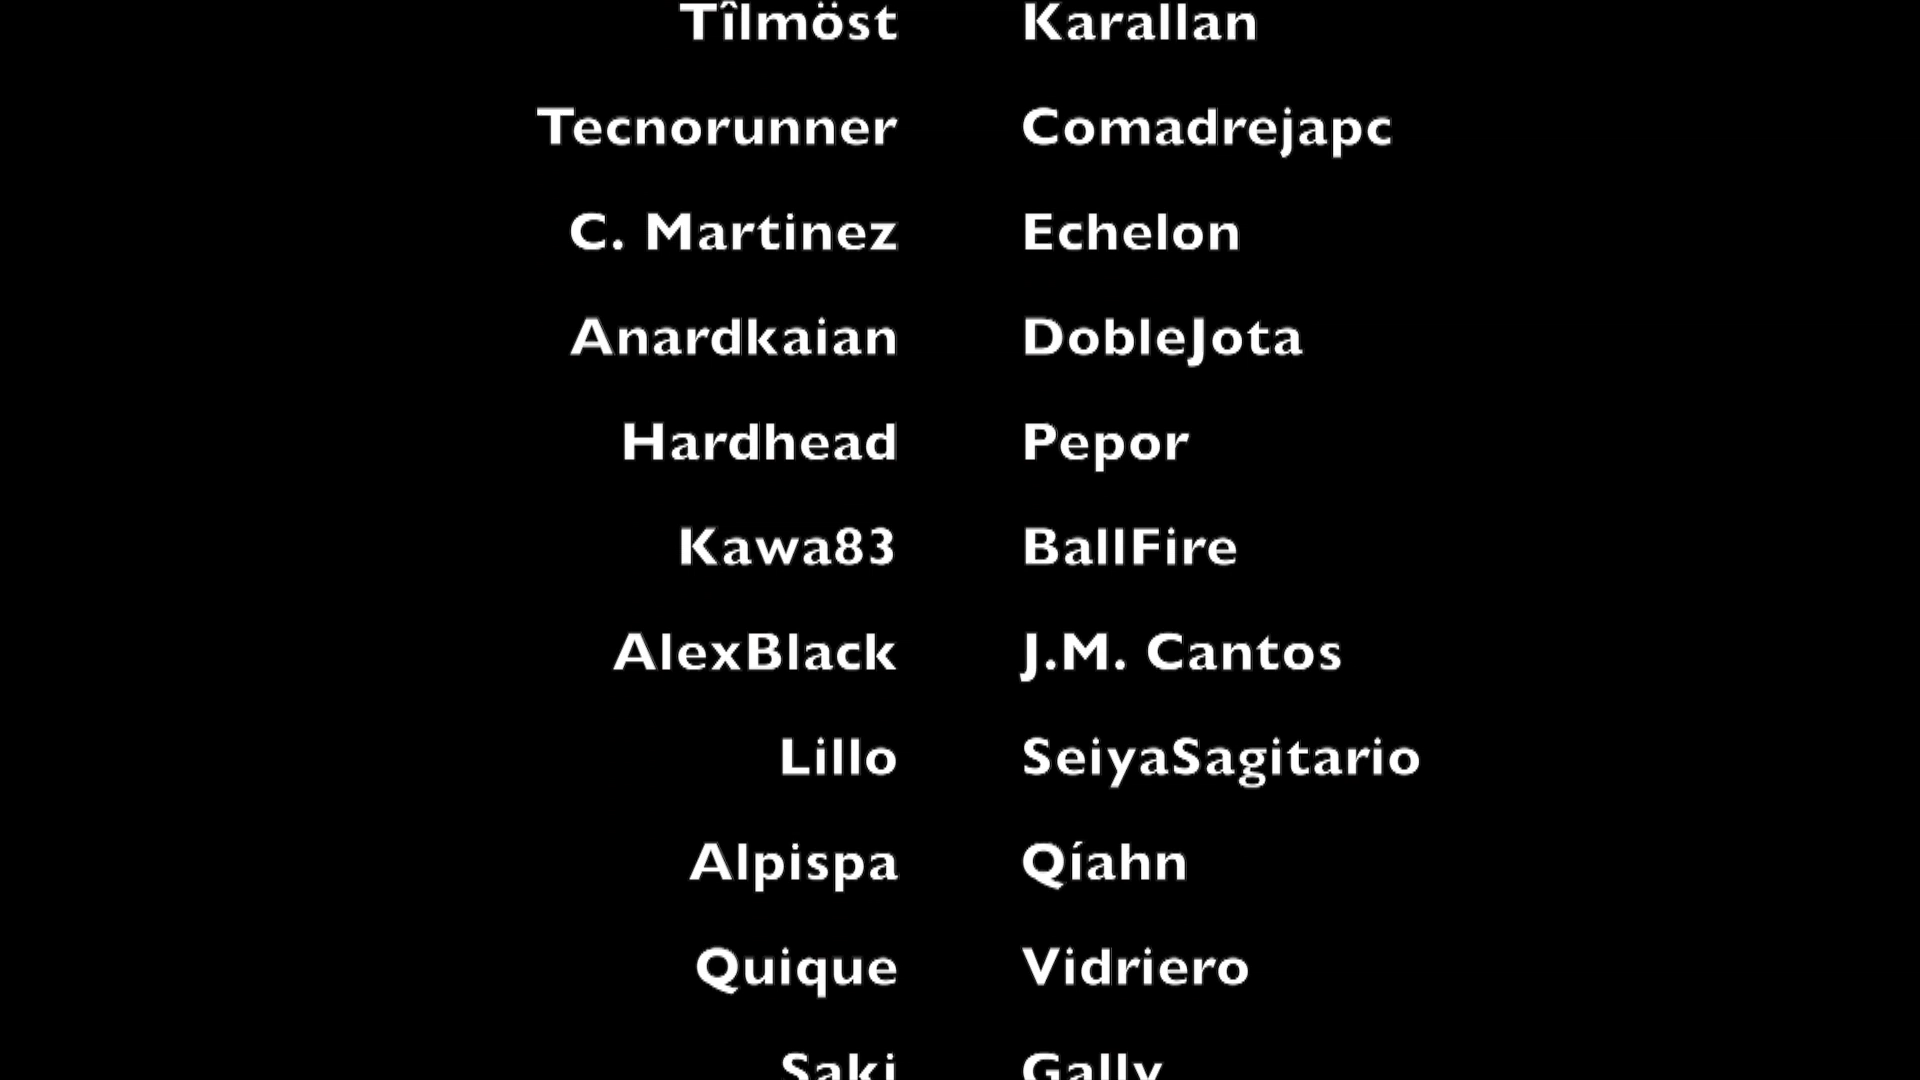 Tîlmöst Karallan
Tecnorunner Comadrejapc
C. Martinez Echelon
Anardkaian DobleJota
Hardhead Pepor
Kawa83 BallFire
AlexBlack J.M. Cantos
Lillo SeiyaSagitario
Alpispa Qíahn
Quique Vidriero
Saki Gally